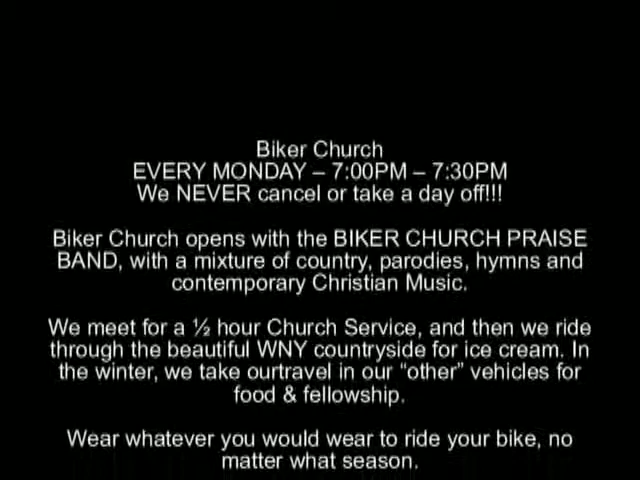 Biker Church
EVERY MONDAY – 7:00PM – 7:30PM
We NEVER cancel or take a day off!!!
Biker Church opens with the BIKER CHURCH PRAISE
BAND, with a mixture of country, parodies, hymns and
contemporary Christian Music.
We meet for a ½ hour Church Service, and then we ride
through the beautiful WNY countryside for ice cream. In
the winter, we take ourtravel in our “other” vehicles for
food & fellowship.
Wear whatever you would wear to ride your bike, no
matter what season.